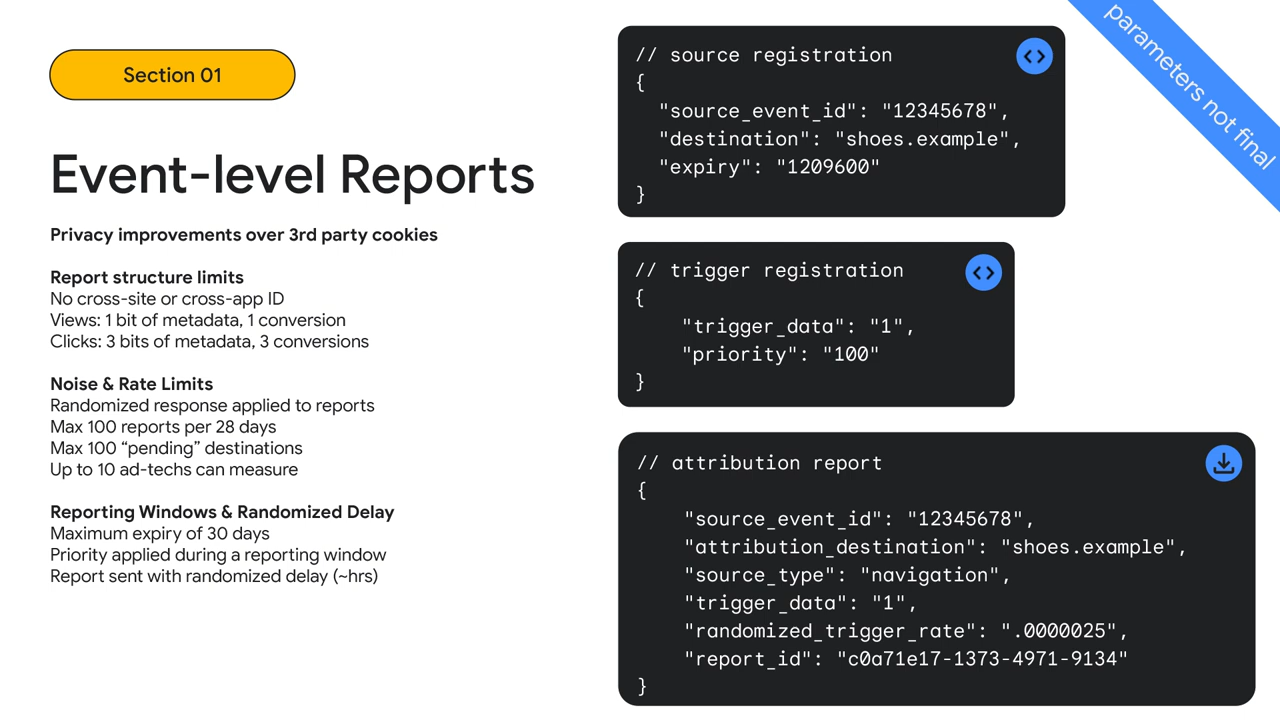 Section 01
Event-level Reports
Privacy improvements over 3rd party cookies
Report structure limits
No cross-site or cross-app ID
Views: 1 bit of metadata, 1 conversion
Clicks: 3 bits of metadata, 3 conversions
Noise & Rate Limits
Randomized response applied to reports
Max 100 reports per 28 days
Max 100 “pending” destinations
Up to 10 ad-techs can measure
Reporting Windows & Randomized Delay
Maximum expiry of 30 days
Priority applied during a reporting window
Report sent with randomized delay (~hrs)
// source registration
{
"source_event_id": "12345678",
"destination": "shoes.example",
"expiry": "1209600"
}
// trigger registration
{
"trigger_data": "1",
"priority": "100"
}
// attribution report
{
"source_event_id": "12345678",
"attribution_destination": "shoes.example",
"source_type": "navigation",
"trigger_data": "1",
"randomized_trigger_rate": ".0000025",
"report_id": "c0a71e17-1373-4971-9134"
}
parameters not final